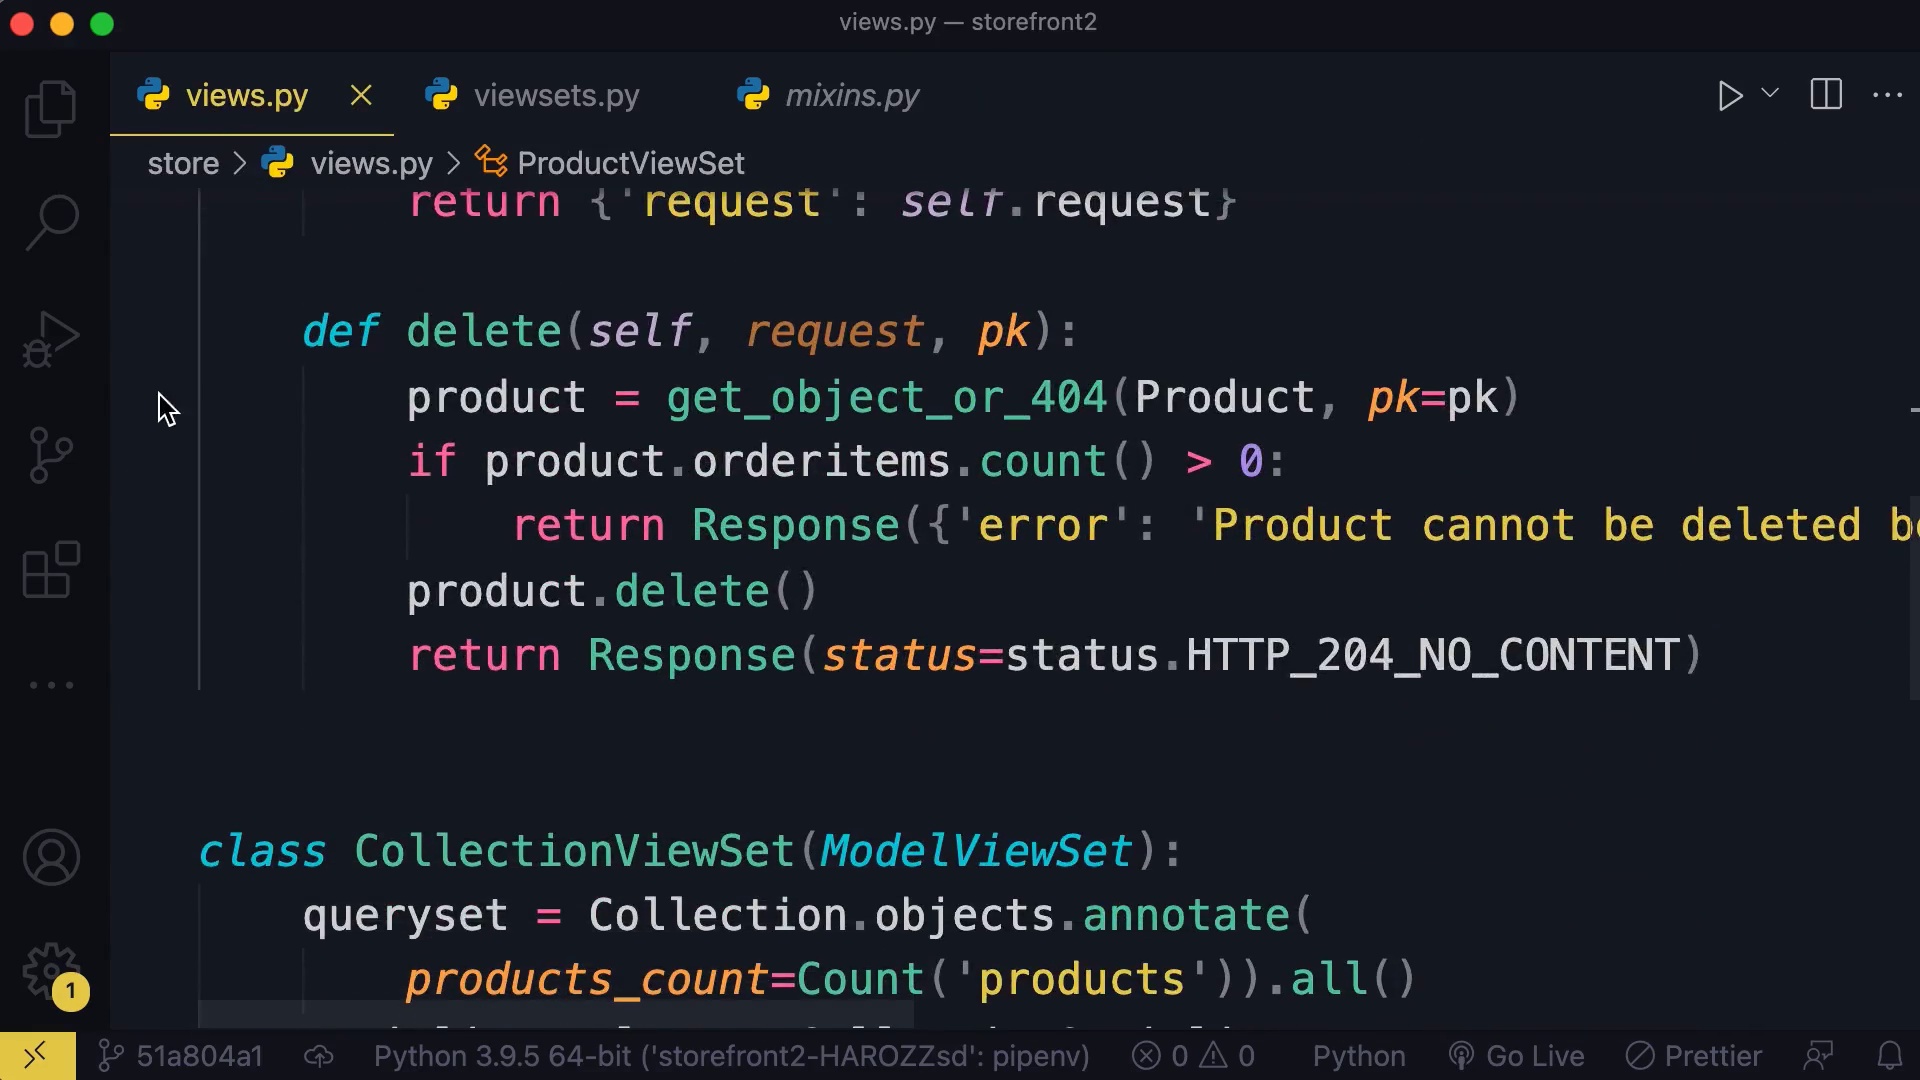 views.py — storefront2
views.py viewsets.py mixins.py
store > views.py > ProductViewSet
return {'request': self.request}
def delete(self, request, pk):
product = get_object_or_404(Product, pk=pk)
if product.orderitems.count() > 0:
return Response({'error': 'Product cannot be deleted
product.delete()
return Response(status=status.HTTP_204_NO_CONTENT)
class CollectionViewSet(ModelViewSet):
queryset = Collection.objects.annotate(
products_count=Count('products')).all()
1
51a804a1 Python 3.9.5 64-bit ('storefront2-HAROZZsd': pipenv) 0 0 Python Go Live Prettier